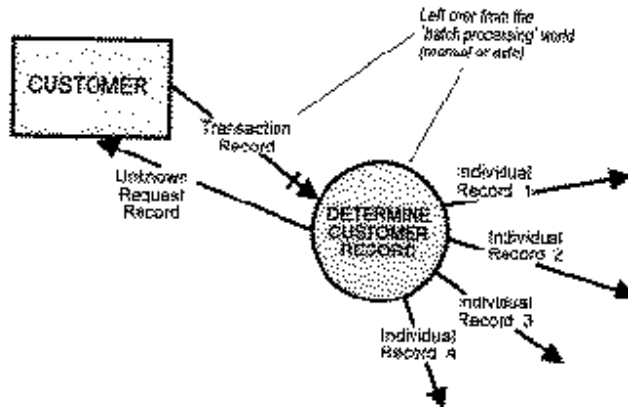 Left over from the
'batch processing' world
(manual or auto)
CUSTOMER
Transaction
Record
Unknown
Request
Record
DETERMINE
CUSTOMER
RECORD
Individual
Record 1
Individual
Record 2
Individual
Record 3
Individual
Record 4